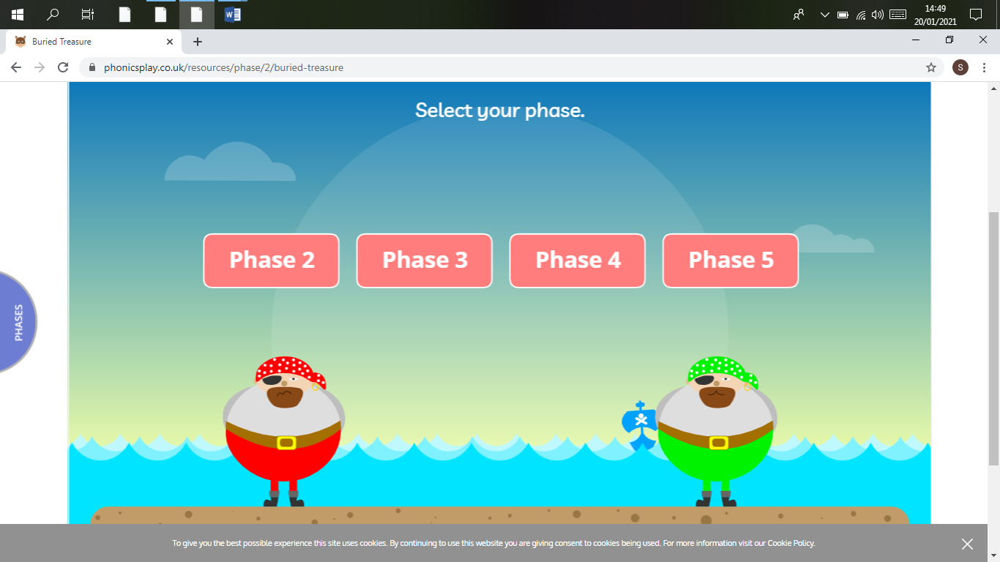 14:49
20/01/2021
Buried Treasure
phonicsplay.co.uk/resources/phase/2/buried-treasure
S
Select your phase.
Phase 2 Phase 3 Phase 4 Phase 5
PHASES
To give you the best possible experience this site uses cookies. By continuing to use this website you are giving consent to cookies being used. For more information visit our Cookie Policy.